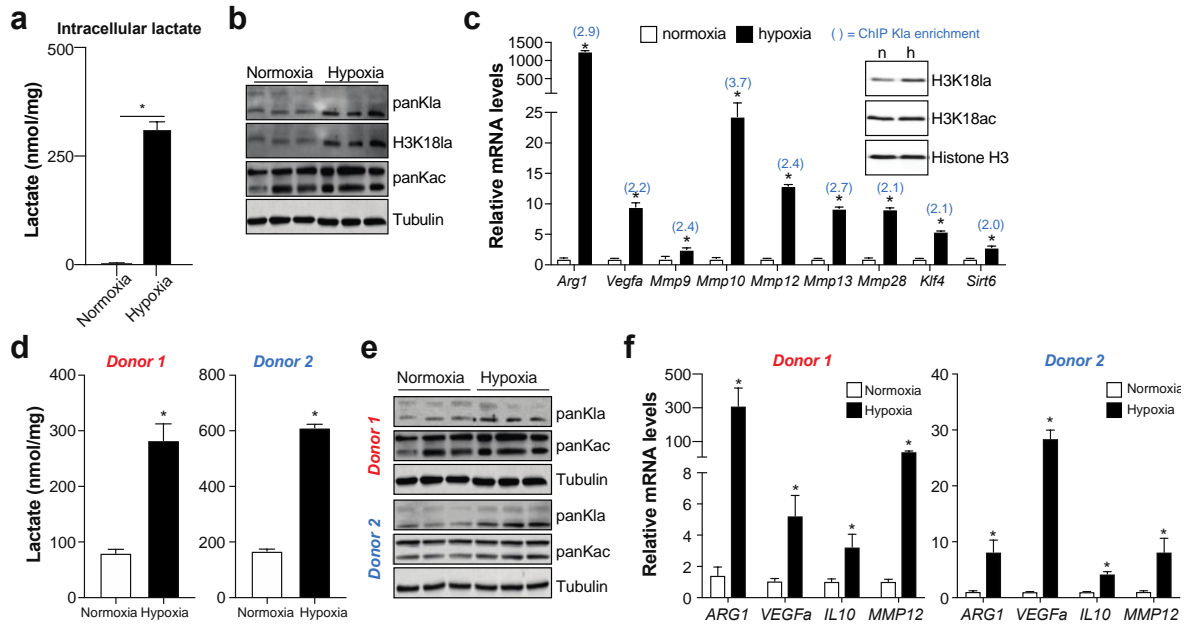 a
Intracellular lactate
Lactate (nmol/mg)
500
250
0
*
Normoxia
Hypoxia
b
Normoxia Hypoxia
panKla
H3K18la
panKac
Tubulin
c
normoxia hypoxia ( ) = ChIP Kla enrichment
Relative mRNA levels
1500
1000
500
25
20
15
10
5
0
(2.9)
*
(2.2)
*
(2.4)
*
(3.7)
*
(2.4)
*
(2.7)
*
(2.1)
*
(2.1)
*
(2.0)
*
Arg1 Vegfa Mmp9 Mmp10 Mmp12 Mmp13 Mmp28 Klf4 Sirt6
n h
H3K18la
H3K18ac
Histone H3
d
Donor 1
Lactate (nmol/mg)
400
300
200
100
0
*
Normoxia Hypoxia
Donor 2
800
600
400
200
0
*
Normoxia Hypoxia
e
Normoxia Hypoxia
Donor 1
panKla
panKac
Tubulin
Donor 2
panKla
panKac
Tubulin
f
Donor 1
Normoxia
Hypoxia
Relative mRNA levels
500
300
100
8
6
4
2
0
*
*
*
*
ARG1 VEGFa IL10 MMP12
Donor 2
Normoxia
Hypoxia
40
30
20
10
0
*
*
*
*
ARG1 VEGFa IL10 MMP12